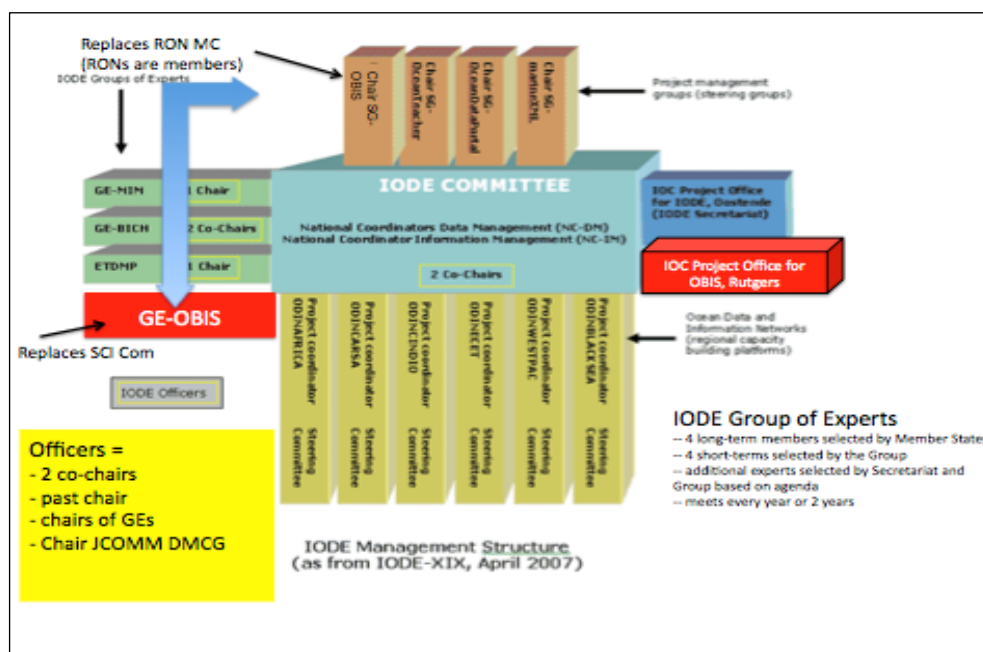 Replaces RON MC
(RONs are members)
IODE Groups of Experts
Chair SG-
OBIS
Chair SG-
OceanTeacher
Chair SG-
OceanDataPortal
Chair SG-
MarineXML
Project management
groups (steering groups)
GE-MIM
1 Chair
GE-BICH
2 Co-Chairs
ETDMP
1 Chair
GE-OBIS
Replaces SCI Com
IODE COMMITTEE
National Coordinators Data Management (NC-DM)
National Coordinator Information Management (NC-IM)
2 Co-Chairs
IOC Project Office
for IODE, Oostende
(IODE Secretariat)
IOC Project Office for
OBIS, Rutgers
Project coordinator
ODINAFRICA
Project coordinator
ODINCARSA
Project coordinator
ODINCINDIO
Project coordinator
ODINECET
Project coordinator
ODINWESTPAC
Project coordinator
ODINBLACKSEA
Steering
Committee
Steering
Committee
Steering
Committee
Steering
Committee
Steering
Committee
Steering
Committee
Ocean Data and
Information Networks
(regional capacity
building platforms)
IODE Officers
Officers =
- 2 co-chairs
- past chair
- chairs of GEs
- Chair JCOMM DMCG
IODE Group of Experts
-- 4 long-term members selected by Member State
-- 4 short-terms selected by the Group
-- additional experts selected by Secretariat and
Group based on agenda
-- meets every year or 2 years
IODE Management Structure
(as from IODE-XIX, April 2007)